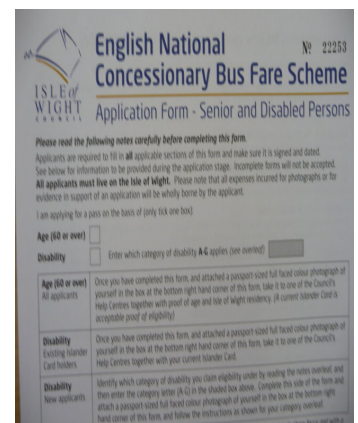 ISLE of
WIGHT
COUNCIL
English National
Concessionary Bus Fare Scheme
Nº 22253
Application Form - Senior and Disabled Persons
Please read the following notes carefully before completing this form.
Applicants are required to fill in all applicable sections of this form and make sure it is signed and dated.
See below for information to be provided during the application stage. Incomplete forms will not be accepted.
All applicants must live on the Isle of Wight. Please note that all expenses incurred for photographs or for
evidence in support of an application will be wholly borne by the applicant.
I am applying for a pass on the basis of (only tick one box):
Age (60 or over)
Disability
Enter which category of disability A-G applies (see overleaf)
Age (60 or over)
All applicants
Once you have completed this form, and attached a passport-sized full faced colour photograph of
yourself in the box at the bottom right hand corner of this form, take it to one of the Council's
Help Centres together with proof of age and Isle of Wight residency. (A current Islander Card is
acceptable proof of eligibility)
Disability
Existing Islander
Card holders
Once you have completed this form, and attached a passport-sized full faced colour photograph of
yourself in the box at the bottom right hand corner of this form, take it to one of the Council's
Help Centres together with your current Islander Card.
Disability
New applicants
Identify which category of disability you claim eligibility under by reading the notes overleaf, and
then enter the category letter (A-G) in the shaded box above. Complete this side of the form and
attach a passport-sized full faced colour photograph of yourself in the box at the bottom right
hand corner of this form, and follow the instructions as shown for your category overleaf.